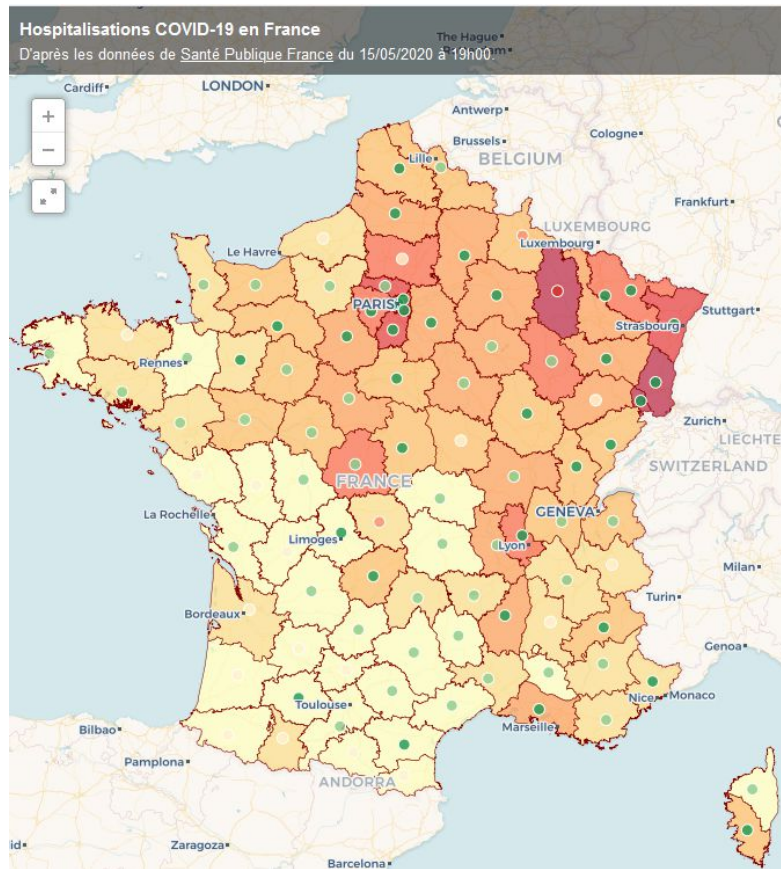 Hospitalisations COVID-19 en France
D'après les données de Santé Publique France du 15/05/2020 à 19h00.
The Hague
Rotterdam
Cardiff
LONDON
Antwerp
Cologne
Brussels
BELGIUM
Lille
Frankfurt
LUXEMBOURG
Luxembourg
Le Havre
PARIS
Stuttgart
Strasbourg
Rennes
Zurich
LIECHTE
SWITZERLAND
FRANCE
La Rochelle
GENEVA
Limoges
Lyon
Milan
Turin
Bordeaux
Genoa
Toulouse
Nice
Monaco
Marseille
Bilbao
Pamplona
ANDORRA
id
Zaragoza
Barcelona
+
−